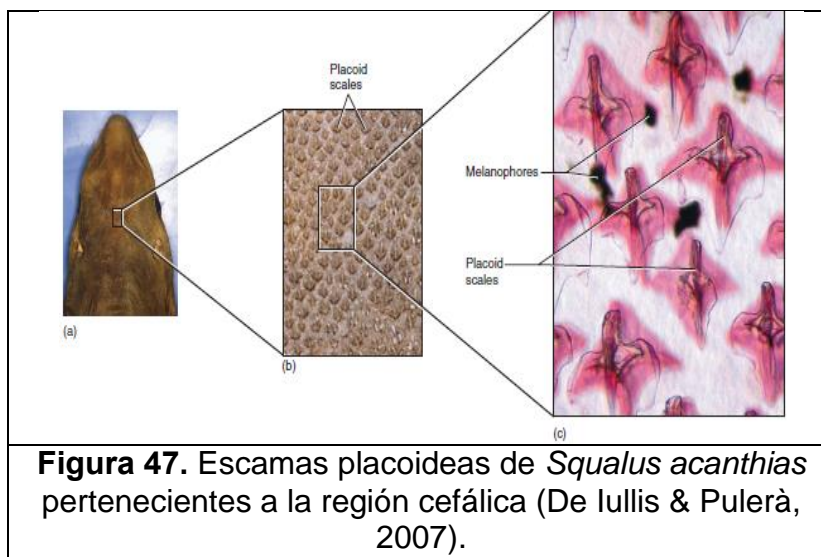 Placoid
scales
Melanophores
Placoid
scales
(a)
(b)
(c)
Figura 47. Escamas placoideas de Squalus acanthias
pertenecientes a la región cefálica (De Iullis & Pulerà,
2007).